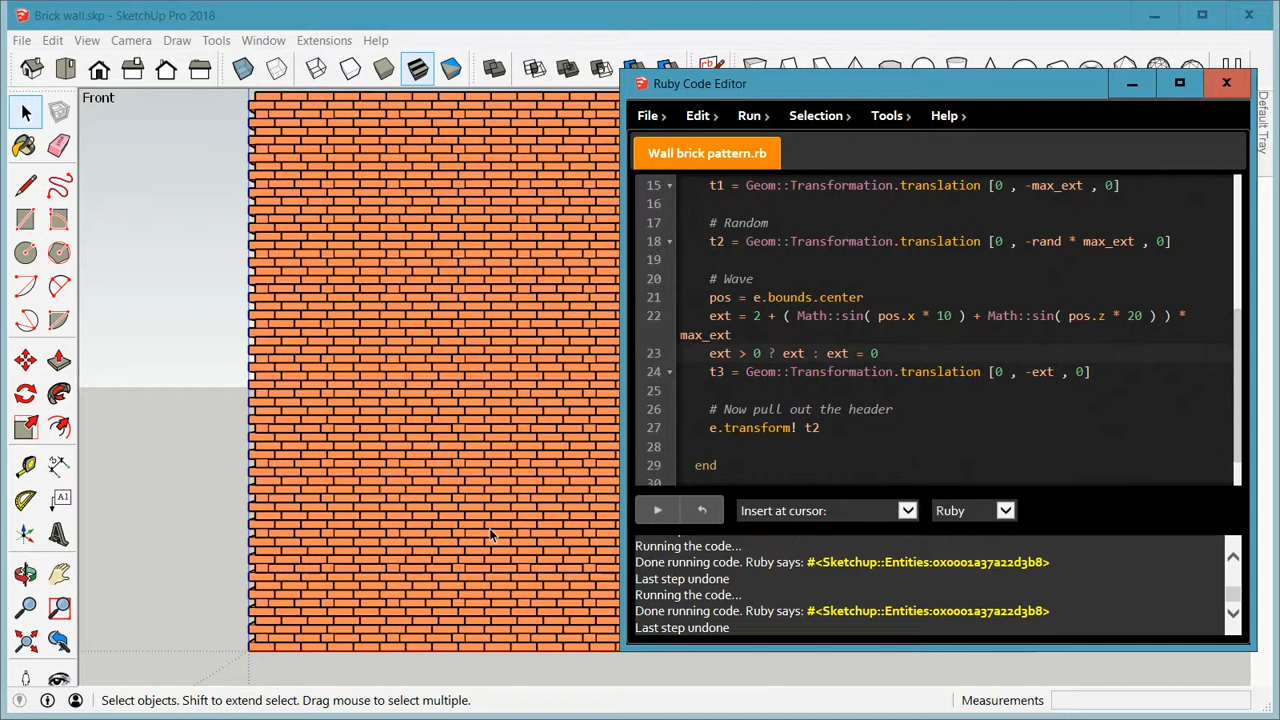 Brick wall.skp - SketchUp Pro 2018
File Edit View Camera Draw Tools Window Extensions Help
Front
Default Tray
Ruby Code Editor
File Edit Run Selection Tools Help
Wall brick pattern.rb
15 t1 = Geom::Transformation.translation [0 , -max_ext , 0]
16
17 # Random
18 t2 = Geom::Transformation.translation [0 , -rand * max_ext , 0]
19
20 # Wave
21 pos = e.bounds.center
22 ext = 2 + ( Math::sin( pos.x * 10 ) + Math::sin( pos.z * 20 ) ) *
max_ext
23 ext > 0 ? ext : ext = 0
24 t3 = Geom::Transformation.translation [0 , -ext , 0]
25
26 # Now pull out the header
27 e.transform! t2
28
29 end
30
Insert at cursor: Ruby
Running the code...
Done running code. Ruby says: #<Sketchup::Entities:0x0001a37a22d3b8>
Last step undone
Running the code...
Done running code. Ruby says: #<Sketchup::Entities:0x0001a37a22d3b8>
Last step undone
A1
Select objects. Shift to extend select. Drag mouse to select multiple.
Measurements